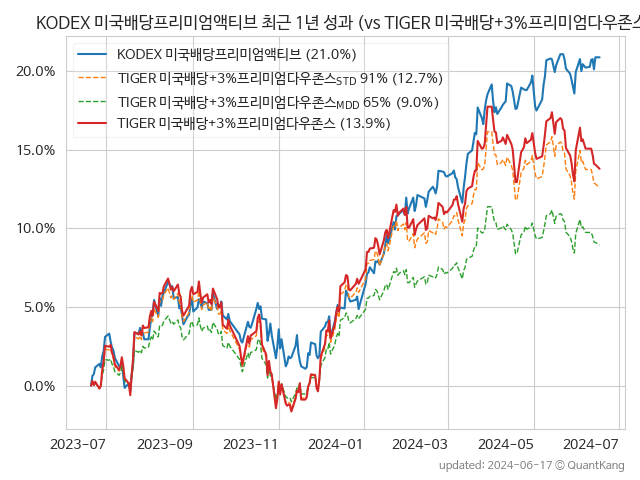 KODEX 미국배당프리미엄액티브 최근 1년 성과 (vs TIGER 미국배당+3%프리미엄다우존스
KODEX 미국배당프리미엄액티브 (21.0%)
TIGER 미국배당+3%프리미엄다우존스STD 91% (12.7%)
TIGER 미국배당+3%프리미엄다우존스MDD 65% (9.0%)
TIGER 미국배당+3%프리미엄다우존스 (13.9%)
20.0%
15.0%
10.0%
5.0%
0.0%
2023-07 2023-09 2023-11 2024-01 2024-03 2024-05 2024-07
updated: 2024-06-17 © QuantKang